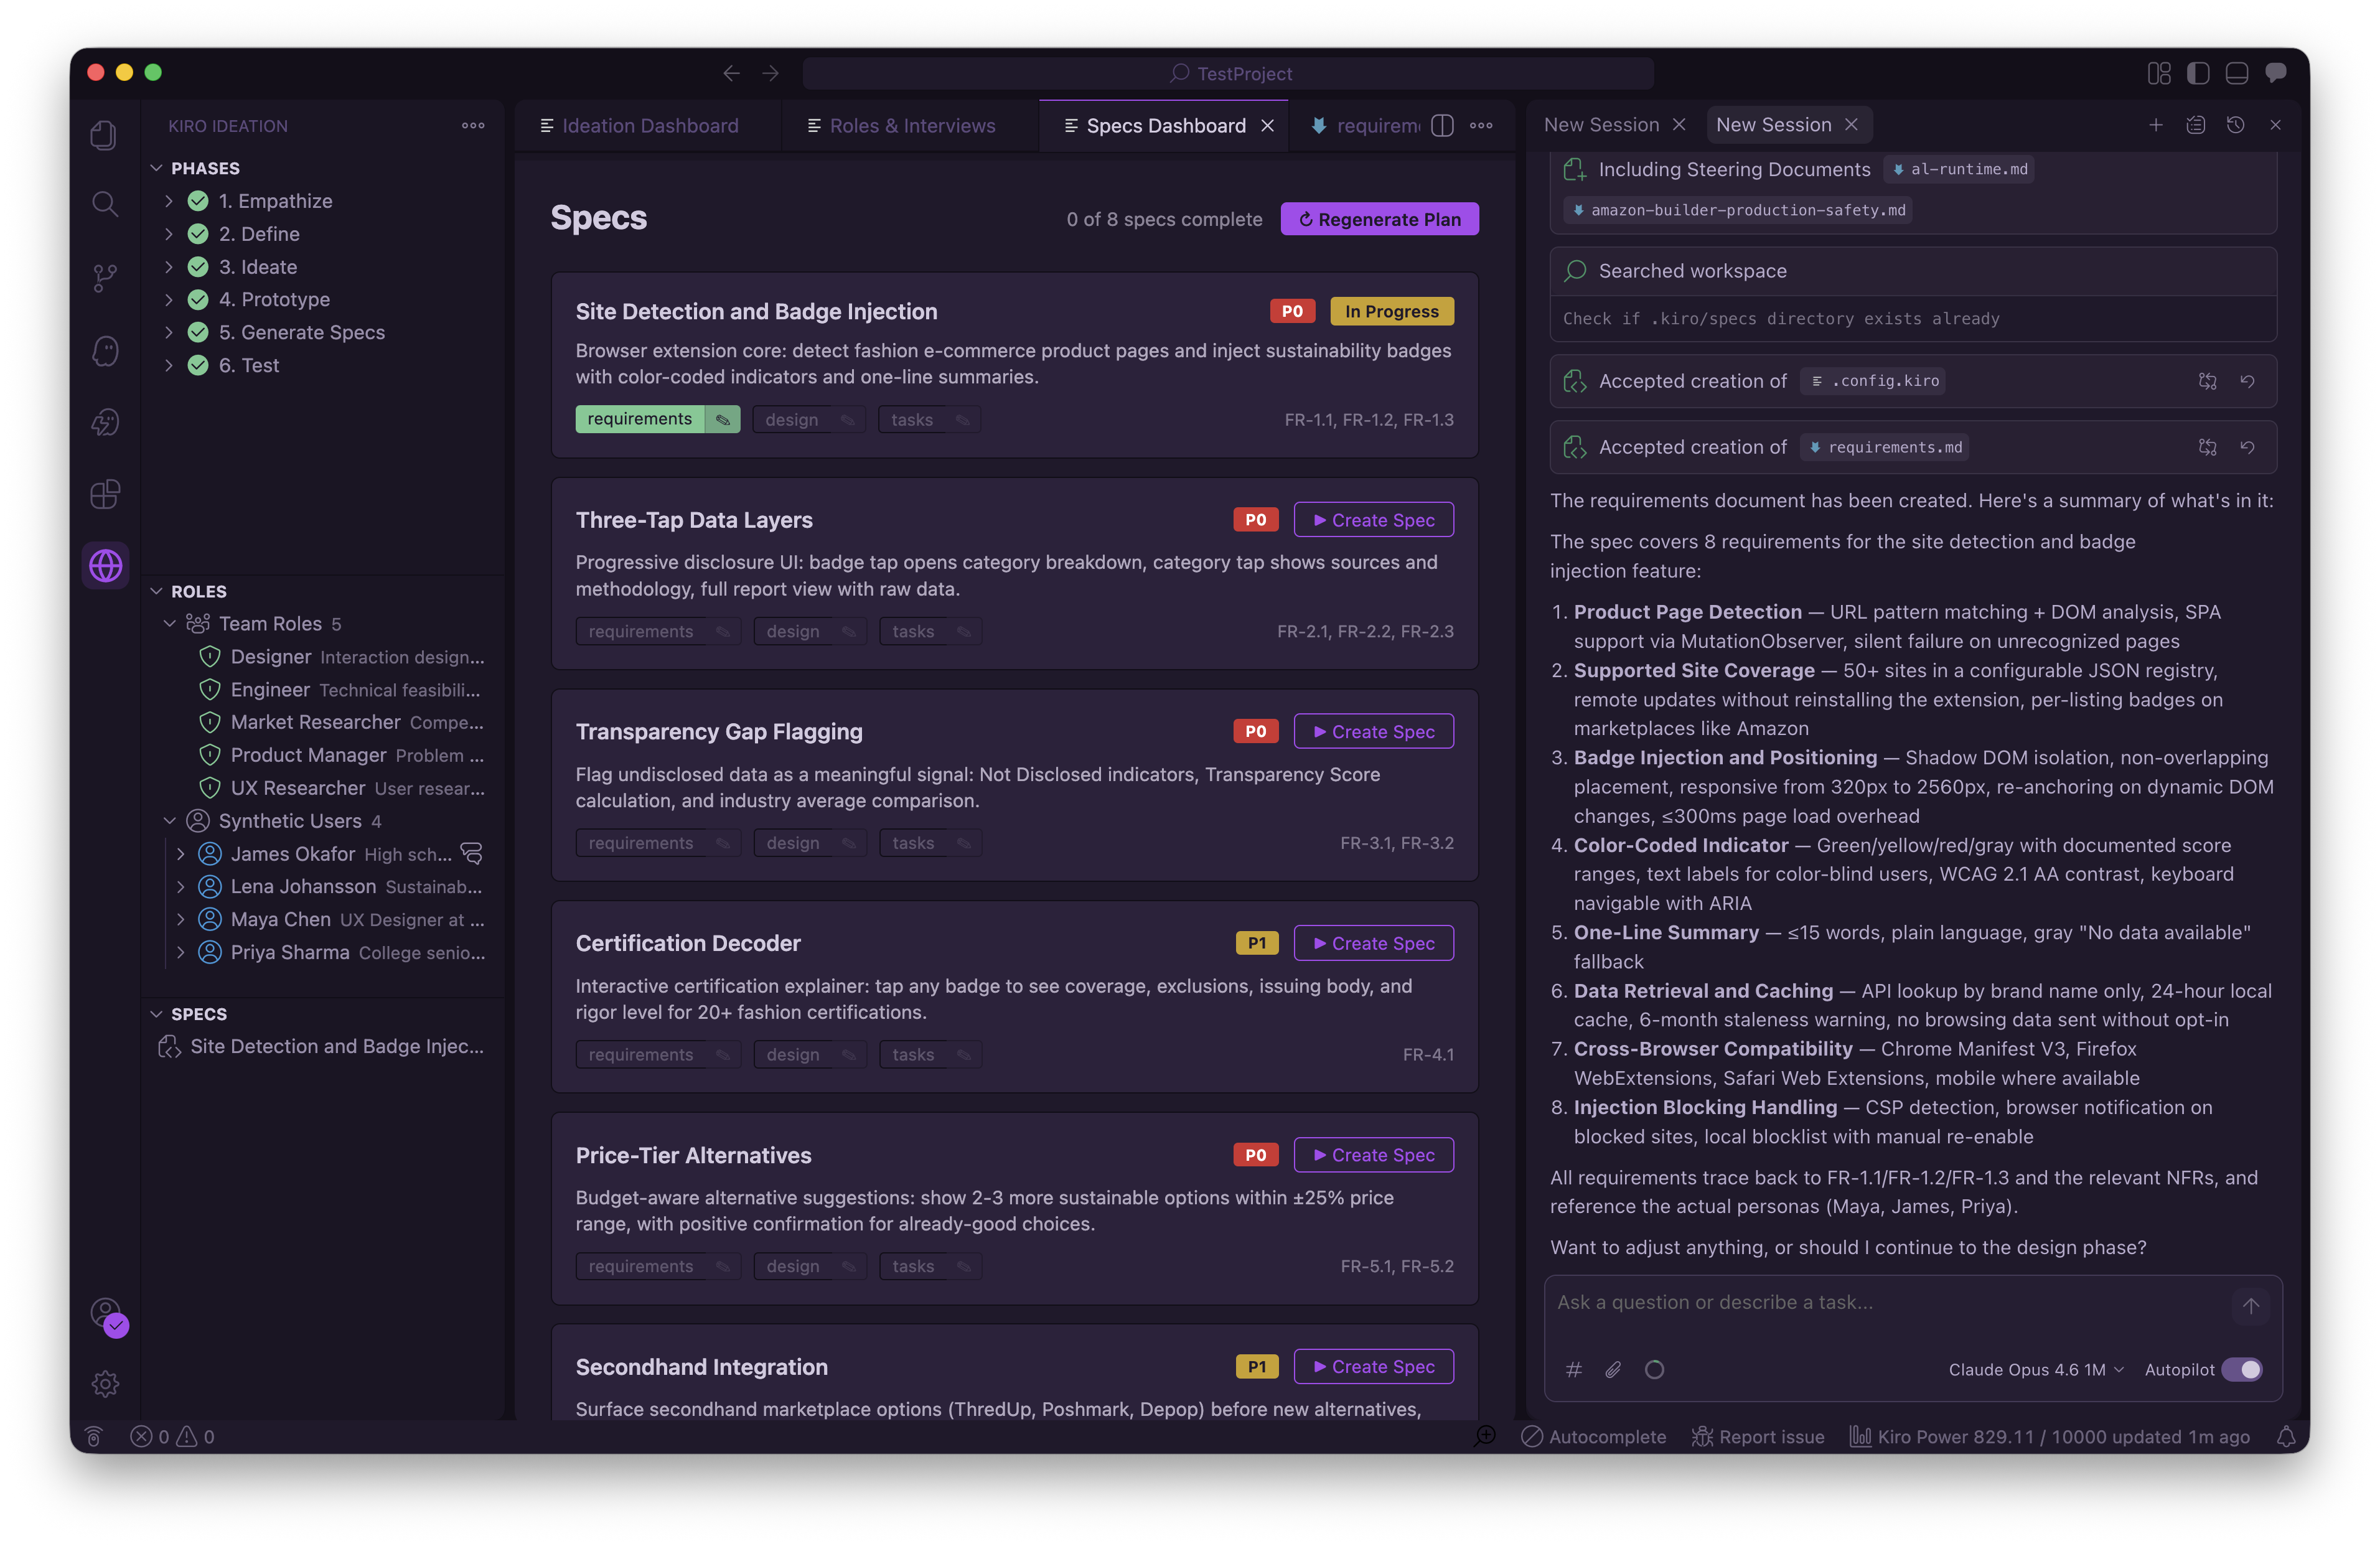 TestProject
KIRO IDEATION
PHASES
1. Empathize
2. Define
3. Ideate
4. Prototype
5. Generate Specs
6. Test
ROLES
Team Roles 5
Designer Interaction design...
Engineer Technical feasibili...
Market Researcher Compe...
Product Manager Problem ...
UX Researcher User resear...
Synthetic Users 4
James Okafor High sch...
Lena Johansson Sustainab...
Maya Chen UX Designer at ...
Priya Sharma College senio...
SPECS
Site Detection and Badge Injec...
Ideation Dashboard
Roles & Interviews
Specs Dashboard
requirem
Specs
0 of 8 specs complete
Regenerate Plan
Site Detection and Badge Injection
P0
In Progress
Browser extension core: detect fashion e-commerce product pages and inject sustainability badges
with color-coded indicators and one-line summaries.
requirements design tasks
FR-1.1, FR-1.2, FR-1.3
Three-Tap Data Layers
P0
Create Spec
Progressive disclosure UI: badge tap opens category breakdown, category tap shows sources and
methodology, full report view with raw data.
requirements design tasks
FR-2.1, FR-2.2, FR-2.3
Transparency Gap Flagging
P0
Create Spec
Flag undisclosed data as a meaningful signal: Not Disclosed indicators, Transparency Score
calculation, and industry average comparison.
requirements design tasks
FR-3.1, FR-3.2
Certification Decoder
P1
Create Spec
Interactive certification explainer: tap any badge to see coverage, exclusions, issuing body, and
rigor level for 20+ fashion certifications.
requirements design tasks
FR-4.1
Price-Tier Alternatives
P0
Create Spec
Budget-aware alternative suggestions: show 2-3 more sustainable options within ±25% price
range, with positive confirmation for already-good choices.
requirements design tasks
FR-5.1, FR-5.2
Secondhand Integration
P1
Create Spec
Surface secondhand marketplace options (ThredUp, Poshmark, Depop) before new alternatives,
New Session
New Session
Including Steering Documents al-runtime.md
amazon-builder-production-safety.md
Searched workspace
Check if .kiro/specs directory exists already
Accepted creation of .config.kiro
Accepted creation of requirements.md
The requirements document has been created. Here's a summary of what's in it:
The spec covers 8 requirements for the site detection and badge
injection feature:
1. Product Page Detection — URL pattern matching + DOM analysis, SPA
support via MutationObserver, silent failure on unrecognized pages
2. Supported Site Coverage — 50+ sites in a configurable JSON registry,
remote updates without reinstalling the extension, per-listing badges on
marketplaces like Amazon
3. Badge Injection and Positioning — Shadow DOM isolation, non-overlapping
placement, responsive from 320px to 2560px, re-anchoring on dynamic DOM
changes, ≤300ms page load overhead
4. Color-Coded Indicator — Green/yellow/red/gray with documented score
ranges, text labels for color-blind users, WCAG 2.1 AA contrast, keyboard
navigable with ARIA
5. One-Line Summary — ≤15 words, plain language, gray "No data available"
fallback
6. Data Retrieval and Caching — API lookup by brand name only, 24-hour local
cache, 6-month staleness warning, no browsing data sent without opt-in
7. Cross-Browser Compatibility — Chrome Manifest V3, Firefox
WebExtensions, Safari Web Extensions, mobile where available
8. Injection Blocking Handling — CSP detection, browser notification on
blocked sites, local blocklist with manual re-enable
All requirements trace back to FR-1.1/FR-1.2/FR-1.3 and the relevant NFRs, and
reference the actual personas (Maya, James, Priya).
Want to adjust anything, or should I continue to the design phase?
Ask a question or describe a task...
Claude Opus 4.6 1M
Autopilot
0 0
Autocomplete
Report issue
Kiro Power 829.11 / 10000 updated 1m ago